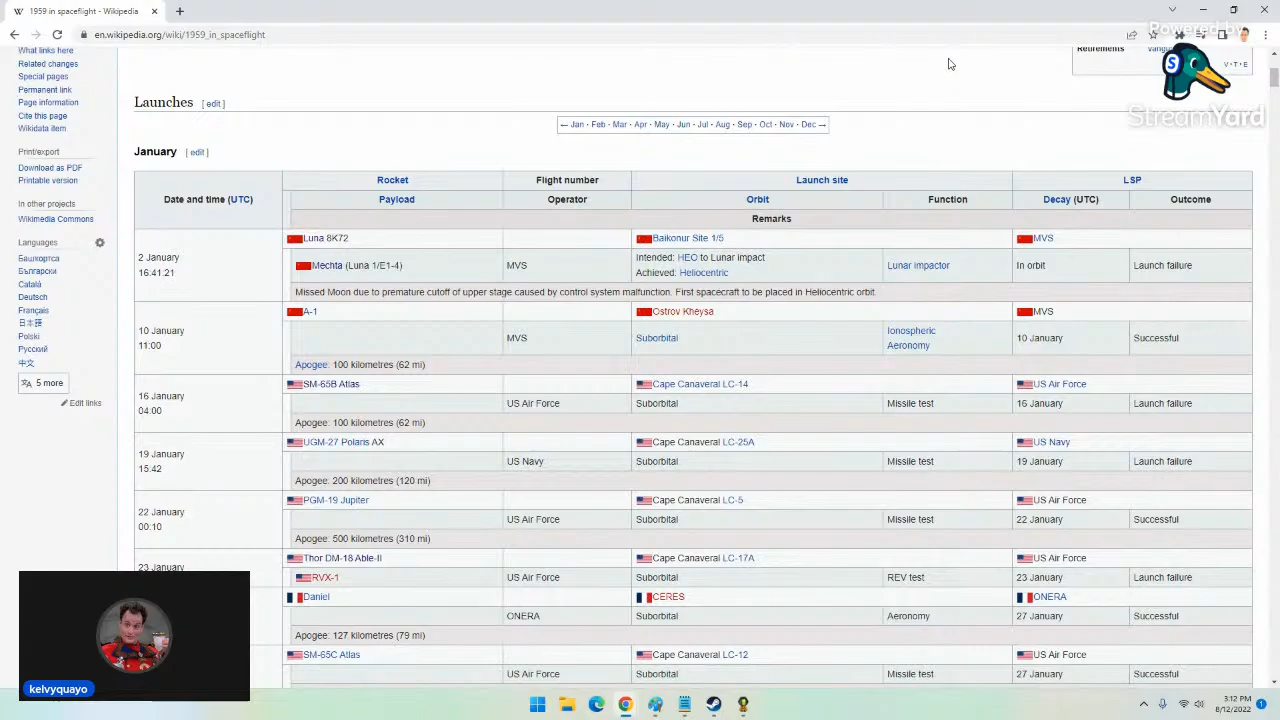 1959 in spaceflight - Wikipedia
en.wikipedia.org/wiki/1959_in_spaceflight
Powered by
StreamYard
What links here
Related changes
Special pages
Permanent link
Page information
Cite this page
Wikidata item
Print/export
Download as PDF
Printable version
In other projects
Wikimedia Commons
Languages
Башҡортса
Български
Català
Deutsch
Français
日本語
Polski
Русский
中文
5 more
Edit links
Retirements
V · T · E
Launches [ edit ]
← Jan · Feb · Mar · Apr · May · Jun · Jul · Aug · Sep · Oct · Nov · Dec →
January [ edit ]
Date and time (UTC) Rocket Flight number Launch site LSP
Payload Operator Orbit Function Decay (UTC) Outcome
Remarks
2 January
16:41:21
Luna 8K72 Baikonur Site 1/5 MVS
Mechta (Luna 1/E1-4) MVS Intended: HEO to Lunar impact
Achieved: Heliocentric Lunar impactor In orbit Launch failure
Missed Moon due to premature cutoff of upper stage caused by control system malfunction. First spacecraft to be placed in Heliocentric orbit.
10 January
11:00
A-1 Ostrov Kheysa MVS
MVS Suborbital Ionospheric
Aeronomy 10 January Successful
Apogee: 100 kilometres (62 mi)
16 January
04:00
SM-65B Atlas Cape Canaveral LC-14 US Air Force
US Air Force Suborbital Missile test 16 January Launch failure
Apogee: 100 kilometres (62 mi)
19 January
15.42
UGM-27 Polaris AX Cape Canaveral LC-25A US Navy
US Navy Suborbital Missile test 19 January Launch failure
Apogee: 200 kilometres (120 mi)
22 January
00:10
PGM-19 Jupiter Cape Canaveral LC-5 US Air Force
US Air Force Suborbital Missile test 22 January Successful
Apogee: 500 kilometres (310 mi)
23 January
Thor DM-18 Able-II Cape Canaveral LC-17A US Air Force
RVX-1 US Air Force Suborbital REV test 23 January Launch failure
Daniel CERES ONERA
ONERA Suborbital Aeronomy 27 January Successful
Apogee: 127 kilometres (79 mi)
SM-65C Atlas Cape Canaveral LC-12 US Air Force
US Air Force Suborbital Missile test 27 January Successful
kelvyquayo
3:12 PM
8/12/2022